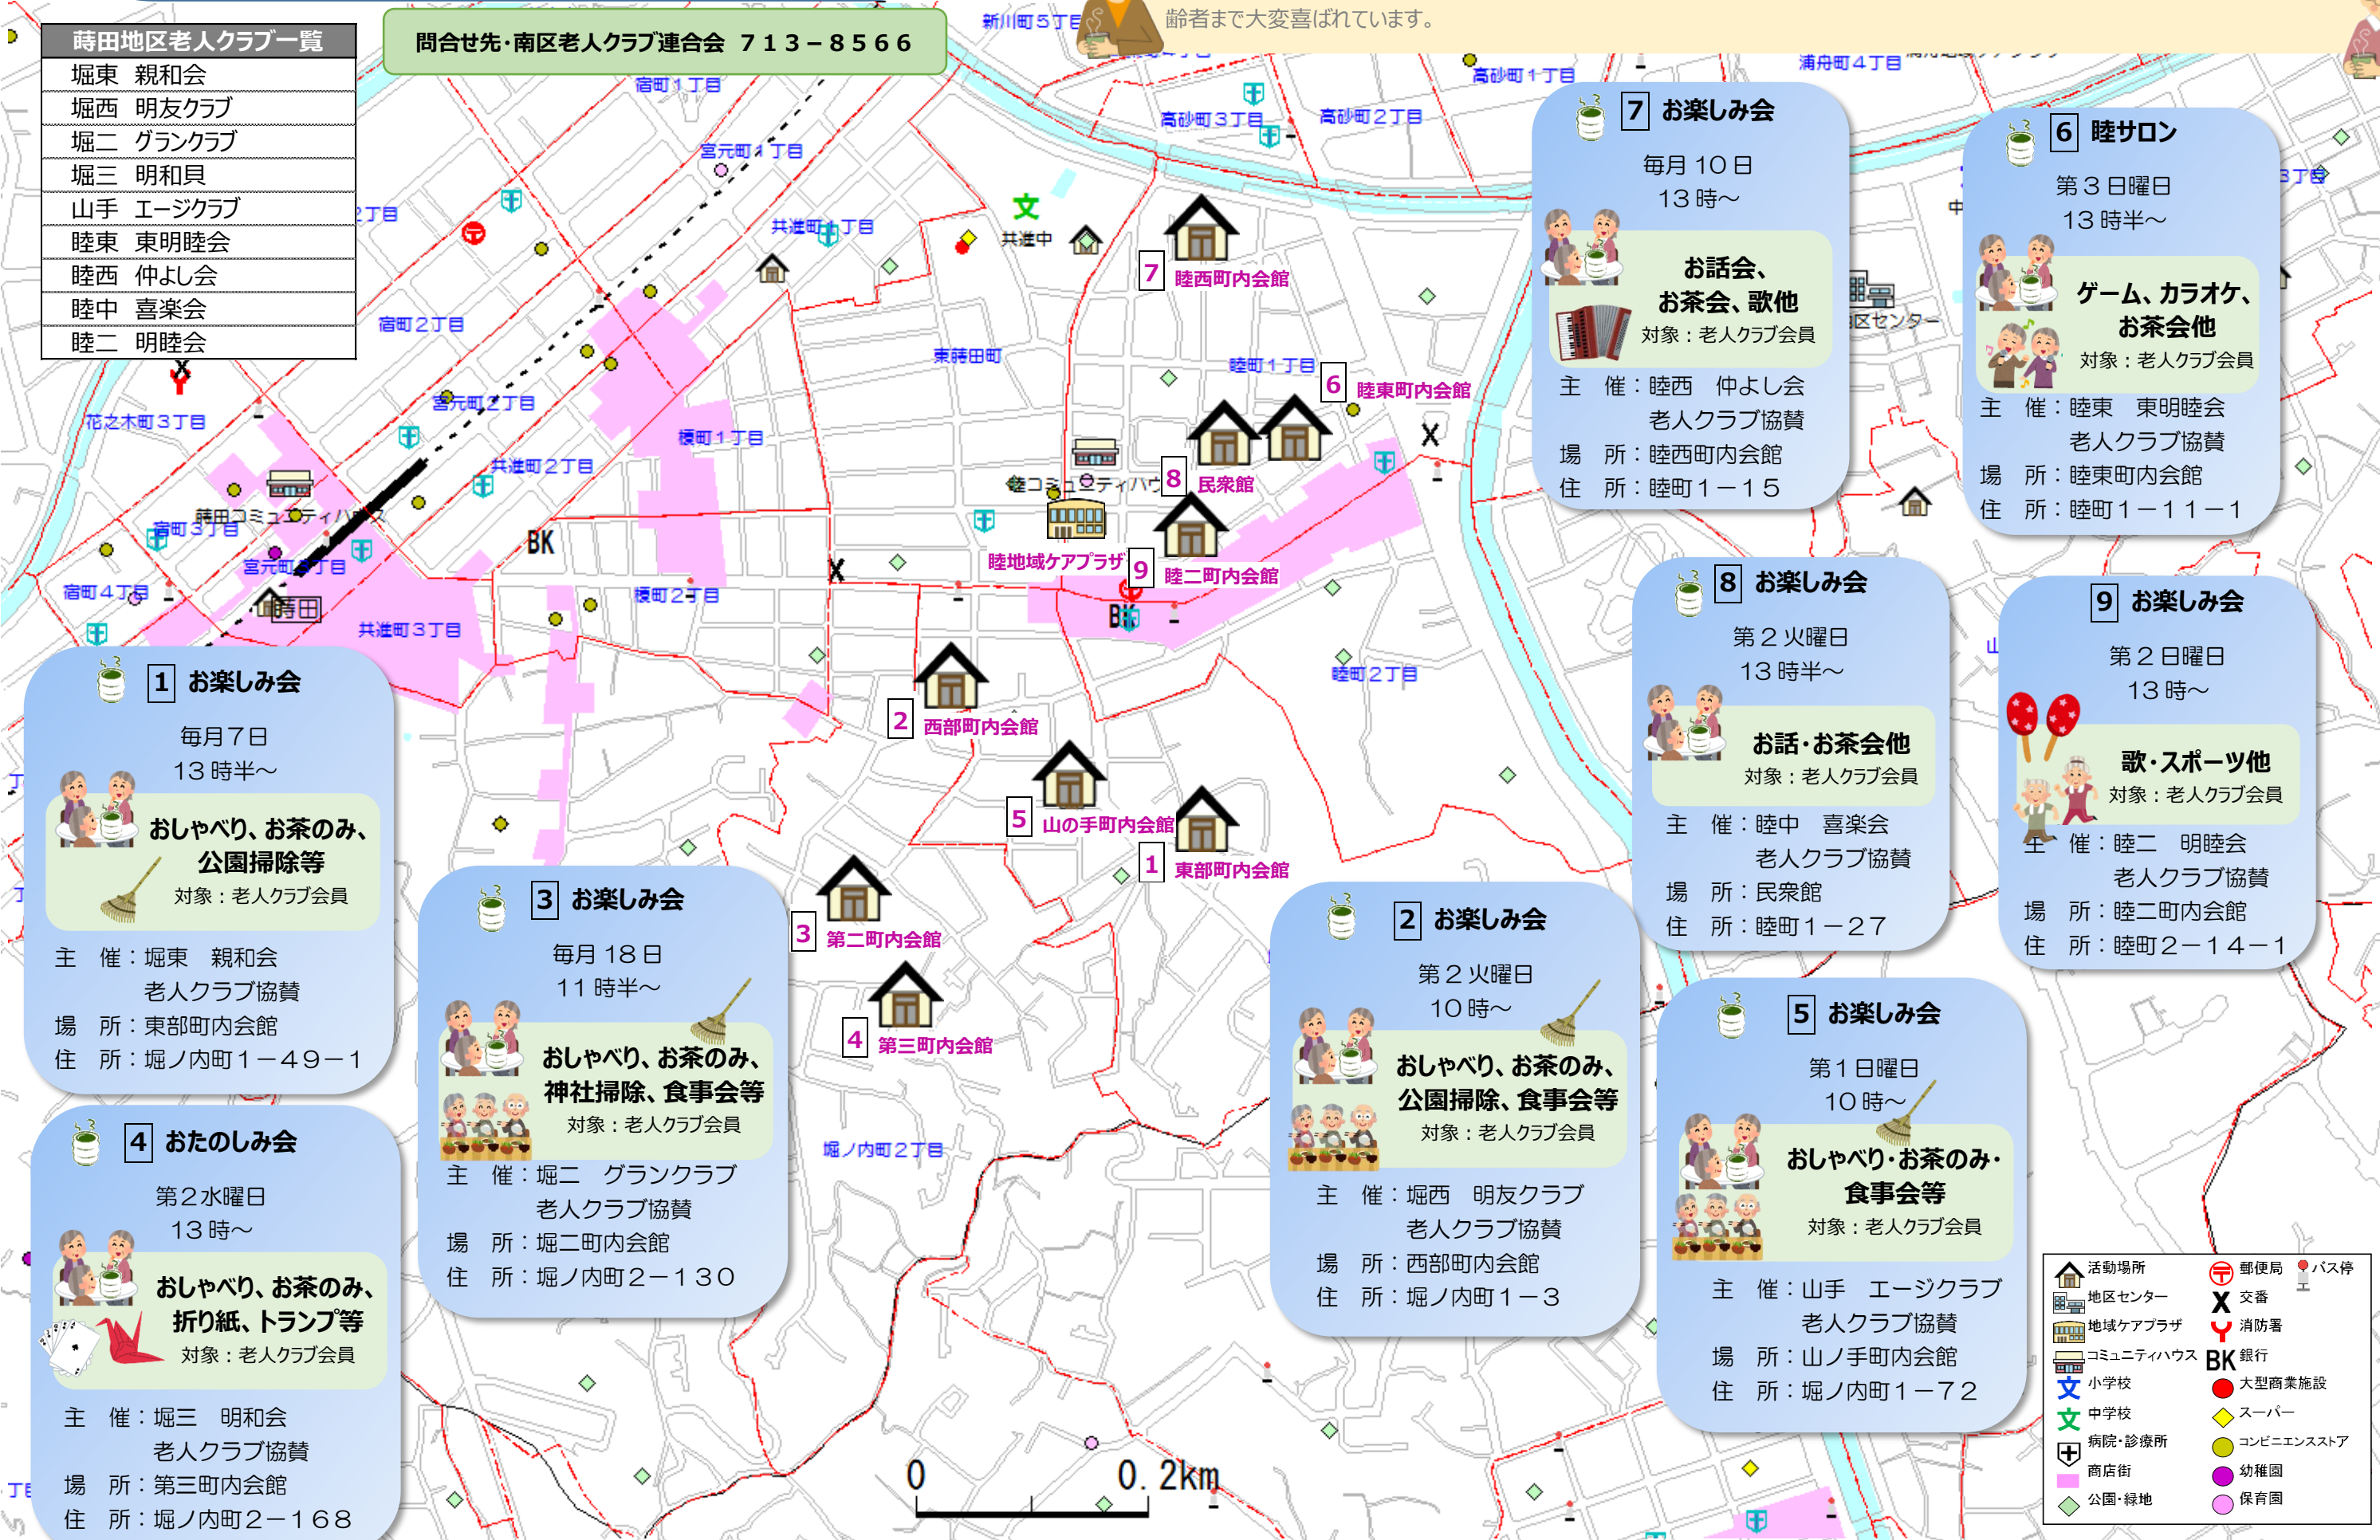 齢者まで大変喜ばれています。
蒔田地区老人クラブ一覧
堀東 親和会
堀西 明友クラブ
堀二 グランクラブ
堀三 明和貝
山手 エージクラブ
睦東 東明睦会
睦西 仲よし会
睦中 喜楽会
睦二 明睦会
問合せ先・南区老人クラブ連合会 713-8566
新川町5丁目
宿町1丁目
高砂町1丁目
浦舟町4丁目
高砂町3丁目
高砂町2丁目
宮元町1丁目
2丁目
共進町1丁目
文
共進中
宿町2丁目
東蒔田町
睦町1丁目
花之木町3丁目
宮元町2丁目
榎町1丁目
共進町2丁目
睦コミュニティハウ
蒔田コミュニティハウス
宿町3丁目
BK
宮元町3丁目
宿町4丁目
蒔田
共進町3丁目
榎町2丁目
睦地域ケアプラザ
BK
睦町2丁目
堀ノ内町2丁目
区センター
中
3丁目
山
7 睦西町内会館
6 睦東町内会館
8 民衆館
9 睦二町内会館
2 西部町内会館
5 山の手町内会館
1 東部町内会館
3 第二町内会館
4 第三町内会館
7 お楽しみ会
毎月10日
13時～
お話会、
お茶会、歌他
対象：老人クラブ会員
主 催：睦西 仲よし会
老人クラブ協賛
場 所：睦西町内会館
住 所：睦町1－15
6 睦サロン
第3日曜日
13時半～
ゲーム、カラオケ、
お茶会他
対象：老人クラブ会員
主 催：睦東 東明睦会
老人クラブ協賛
場 所：睦東町内会館
住 所：睦町1－11－1
8 お楽しみ会
第2火曜日
13時半～
お話・お茶会他
対象：老人クラブ会員
主 催：睦中 喜楽会
老人クラブ協賛
場 所：民衆館
住 所：睦町1－27
9 お楽しみ会
第2日曜日
13時～
歌・スポーツ他
対象：老人クラブ会員
主 催：睦二 明睦会
老人クラブ協賛
場 所：睦二町内会館
住 所：睦町2－14－1
1 お楽しみ会
毎月7日
13時半～
おしゃべり、お茶のみ、
公園掃除等
対象：老人クラブ会員
主 催：堀東 親和会
老人クラブ協賛
場 所：東部町内会館
住 所：堀ノ内町1－49－1
3 お楽しみ会
毎月18日
11時半～
おしゃべり、お茶のみ、
神社掃除、食事会等
対象：老人クラブ会員
主 催：堀二 グランクラブ
老人クラブ協賛
場 所：堀二町内会館
住 所：堀ノ内町2－130
2 お楽しみ会
第2火曜日
10時～
おしゃべり、お茶のみ、
公園掃除、食事会等
対象：老人クラブ会員
主 催：堀西 明友クラブ
老人クラブ協賛
場 所：西部町内会館
住 所：堀ノ内町1－3
5 お楽しみ会
第1日曜日
10時～
おしゃべり・お茶のみ・
食事会等
対象：老人クラブ会員
主 催：山手 エージクラブ
老人クラブ協賛
場 所：山ノ手町内会館
住 所：堀ノ内町1－72
4 おたのしみ会
第2水曜日
13時～
おしゃべり、お茶のみ、
折り紙、トランプ等
対象：老人クラブ会員
主 催：堀三 明和会
老人クラブ協賛
場 所：第三町内会館
住 所：堀ノ内町2－168
0 0.2km
活動場所
地区センター
地域ケアプラザ
コミュニティハウス
文 小学校
文 中学校
病院・診療所
商店街
公園・緑地
郵便局
バス停
X 交番
Y 消防署
BK 銀行
大型商業施設
スーパー
コンビニエンスストア
幼稚園
保育園